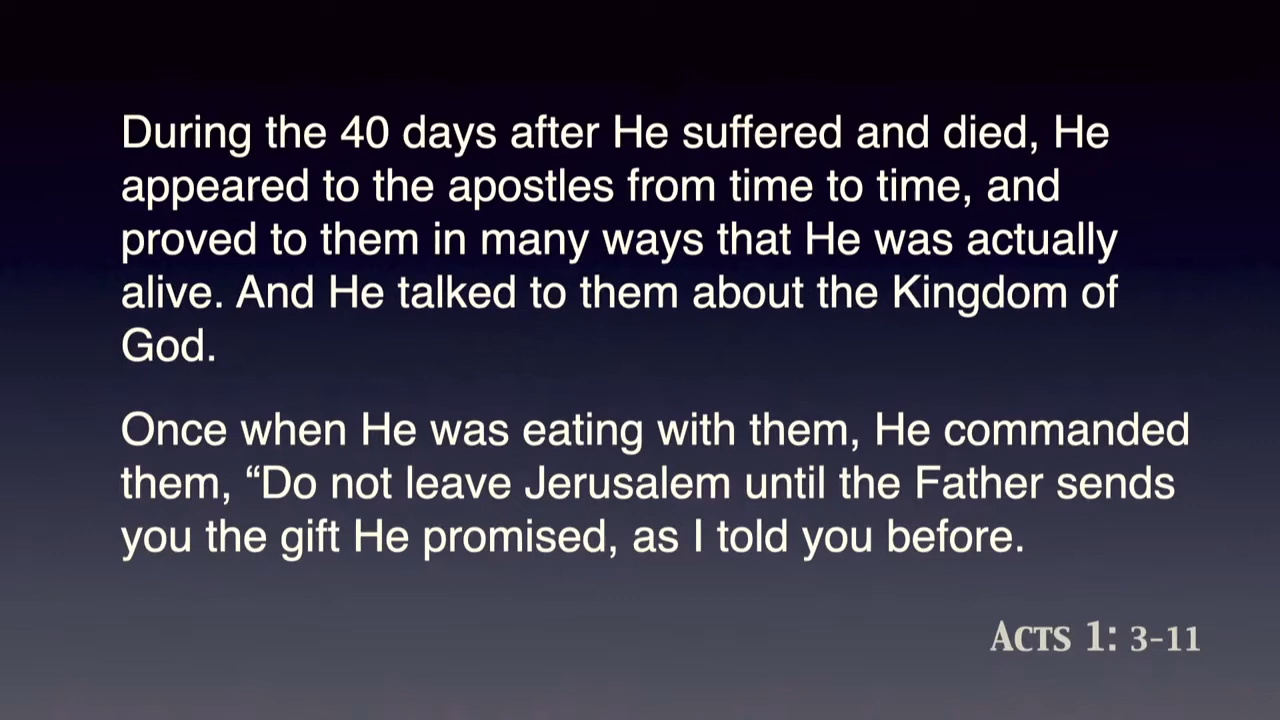 During the 40 days after He suffered and died, He
appeared to the apostles from time to time, and
proved to them in many ways that He was actually
alive. And He talked to them about the Kingdom of
God.
Once when He was eating with them, He commanded
them, “Do not leave Jerusalem until the Father sends
you the gift He promised, as I told you before.
Acts 1: 3-11